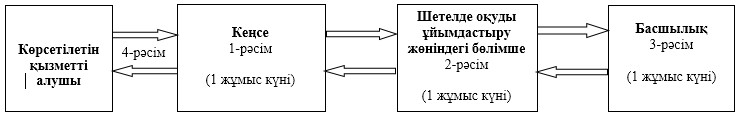 Көрсетілетін
қызметті
алушы
4-рәсім
Кеңсе
1-рәсім
(1 жұмыс күні)
Шетелде оқуды
ұйымдастыру
жөніндегі бөлімше
2-рәсім
(1 жұмыс күні)
Басшылық
3-рәсім
(1 жұмыс күні)